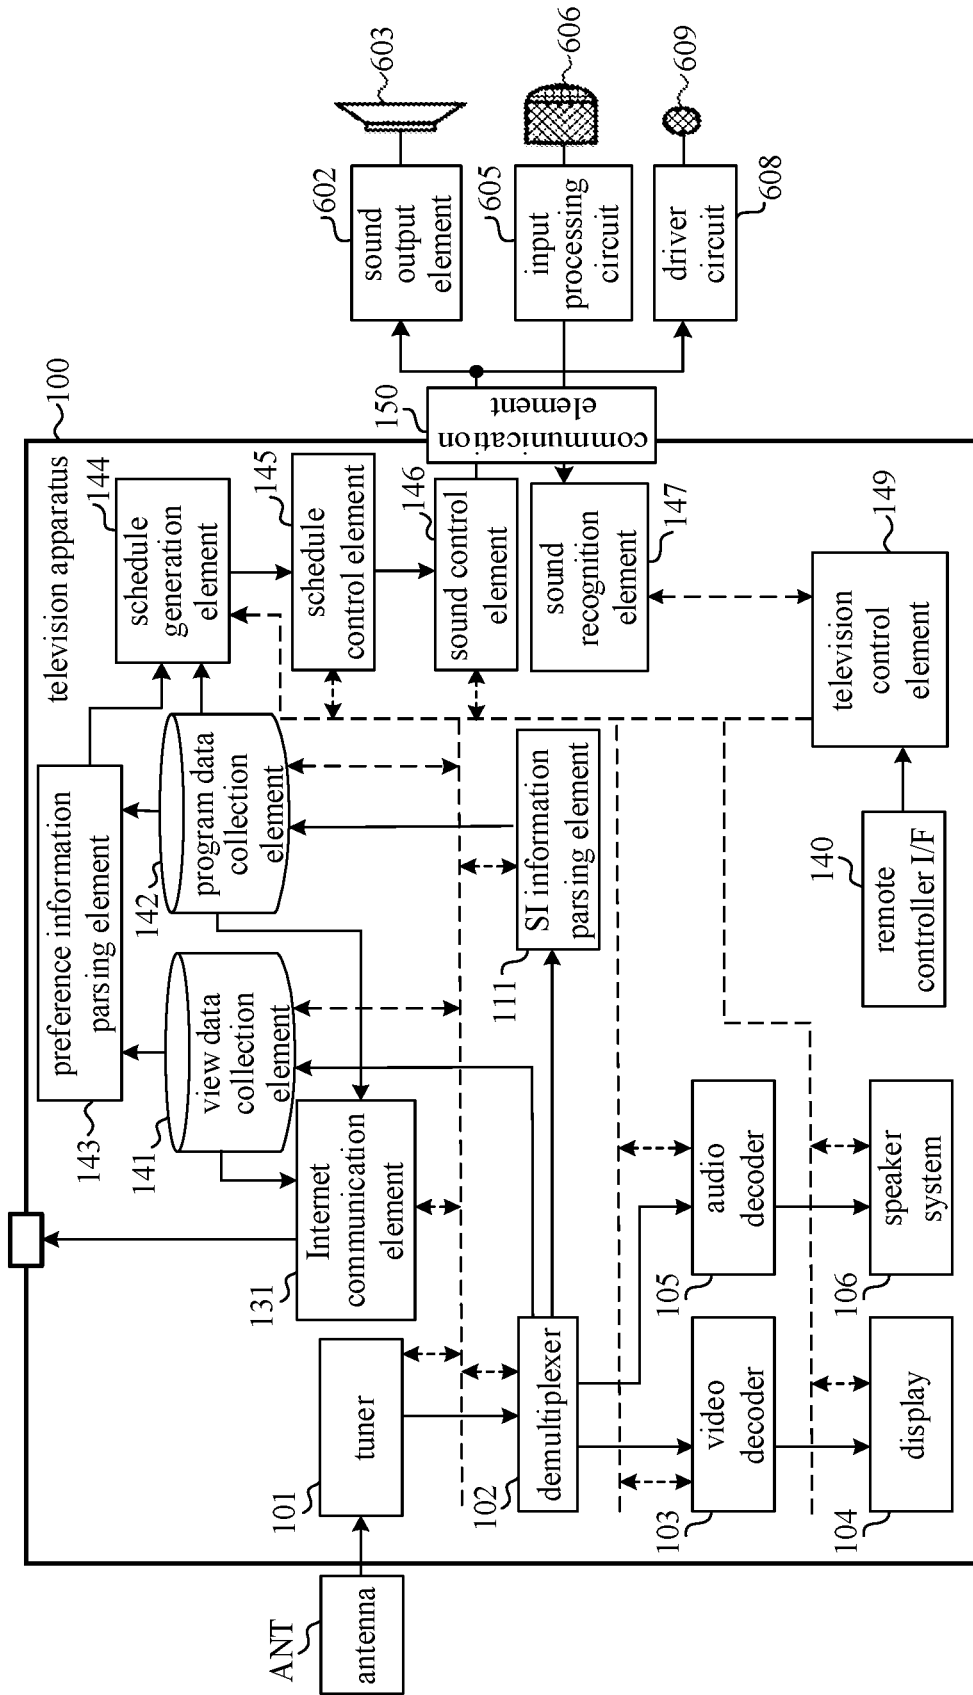 television apparatus
100
ANT
antenna
101
tuner
131
Internet
communication
element
143
preference information
parsing element
141
view data
collection
element
142
program data
collection
element
144
schedule
generation
element
145
schedule
control element
146
sound control
element
147
sound
recognition
element
150
communication
element
602
sound
output
element
603
605
input
processing
circuit
606
608
driver
circuit
609
102
demultiplexer
111
SI information
parsing element
103
video
decoder
105
audio
decoder
104
display
106
speaker
system
140
remote
controller I/F
149
television
control
element